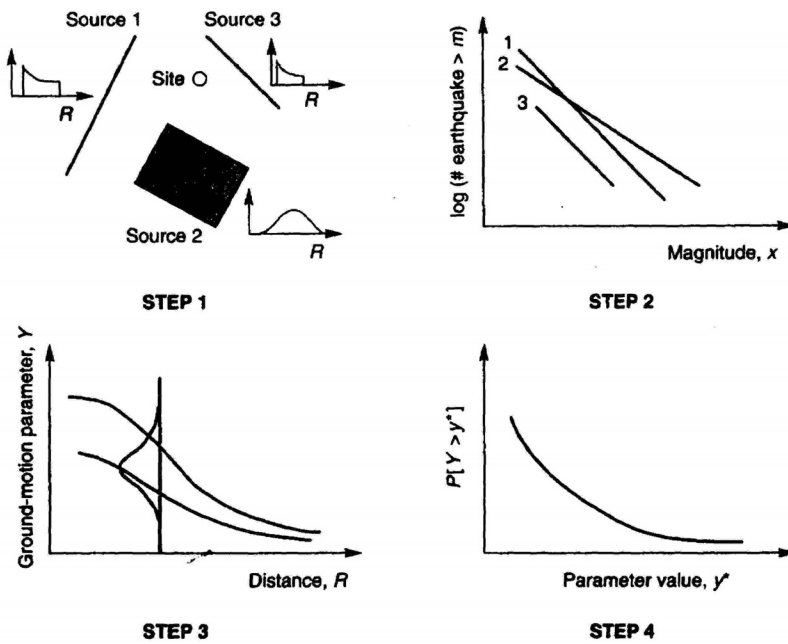 Source 1
Source 3
Site
R
R
Source 2
R
STEP 1
log (# earthquake > m)
1
2
3
Magnitude, x
STEP 2
Ground-motion parameter, Y
Distance, R
STEP 3
P[Y > y*]
Parameter value, y*
STEP 4